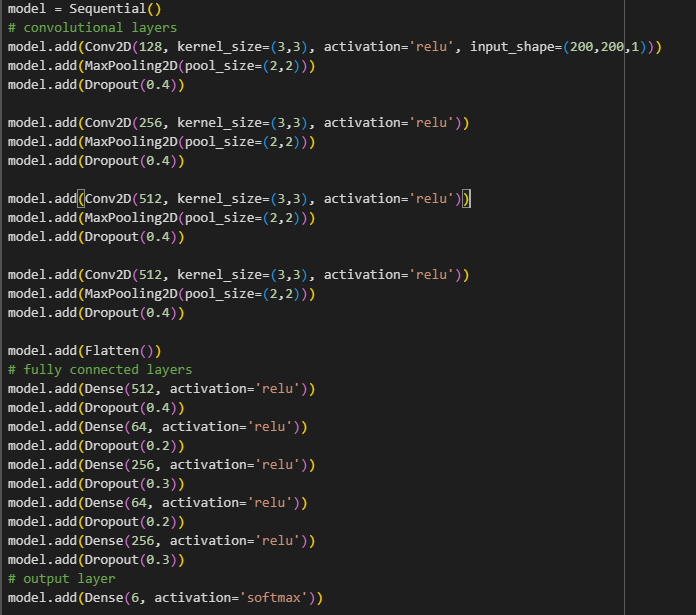 model = Sequential()
# convolutional layers
model.add(Conv2D(128, kernel_size=(3,3), activation='relu', input_shape=(200,200,1)))
model.add(MaxPooling2D(pool_size=(2,2)))
model.add(Dropout(0.4))

model.add(Conv2D(256, kernel_size=(3,3), activation='relu'))
model.add(MaxPooling2D(pool_size=(2,2)))
model.add(Dropout(0.4))

model.add(Conv2D(512, kernel_size=(3,3), activation='relu'))
model.add(MaxPooling2D(pool_size=(2,2)))
model.add(Dropout(0.4))

model.add(Conv2D(512, kernel_size=(3,3), activation='relu'))
model.add(MaxPooling2D(pool_size=(2,2)))
model.add(Dropout(0.4))

model.add(Flatten())
# fully connected layers
model.add(Dense(512, activation='relu'))
model.add(Dropout(0.4))
model.add(Dense(64, activation='relu'))
model.add(Dropout(0.2))
model.add(Dense(256, activation='relu'))
model.add(Dropout(0.3))
model.add(Dense(64, activation='relu'))
model.add(Dropout(0.2))
model.add(Dense(256, activation='relu'))
model.add(Dropout(0.3))
# output layer
model.add(Dense(6, activation='softmax'))